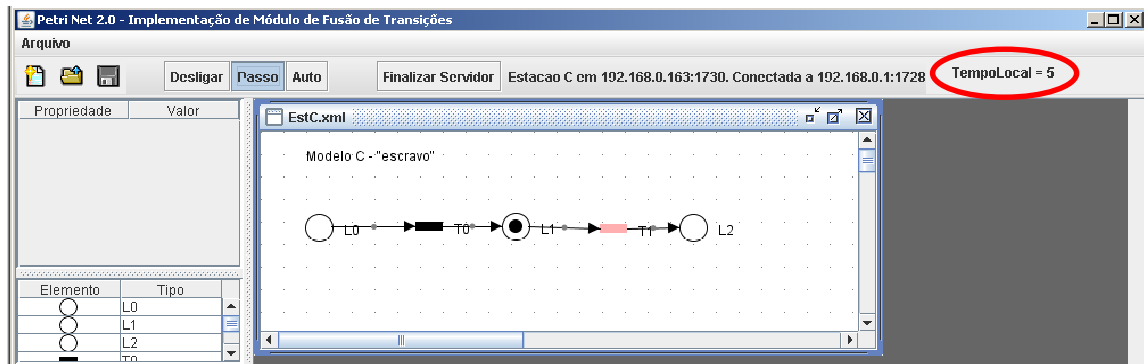 Petri Net 2.0 - Implementação de Módulo de Fusão de Transições
Arquivo
Desligar Passo Auto Finalizar Servidor Estacao C em 192.168.0.163:1730. Conectada a 192.168.0.1:1728 TempoLocal = 5
Propriedade Valor
EstC.xml
Modelo C - "escravo"
L0 T0 L1 T1 L2
Elemento Tipo
L0
L1
L2
T0